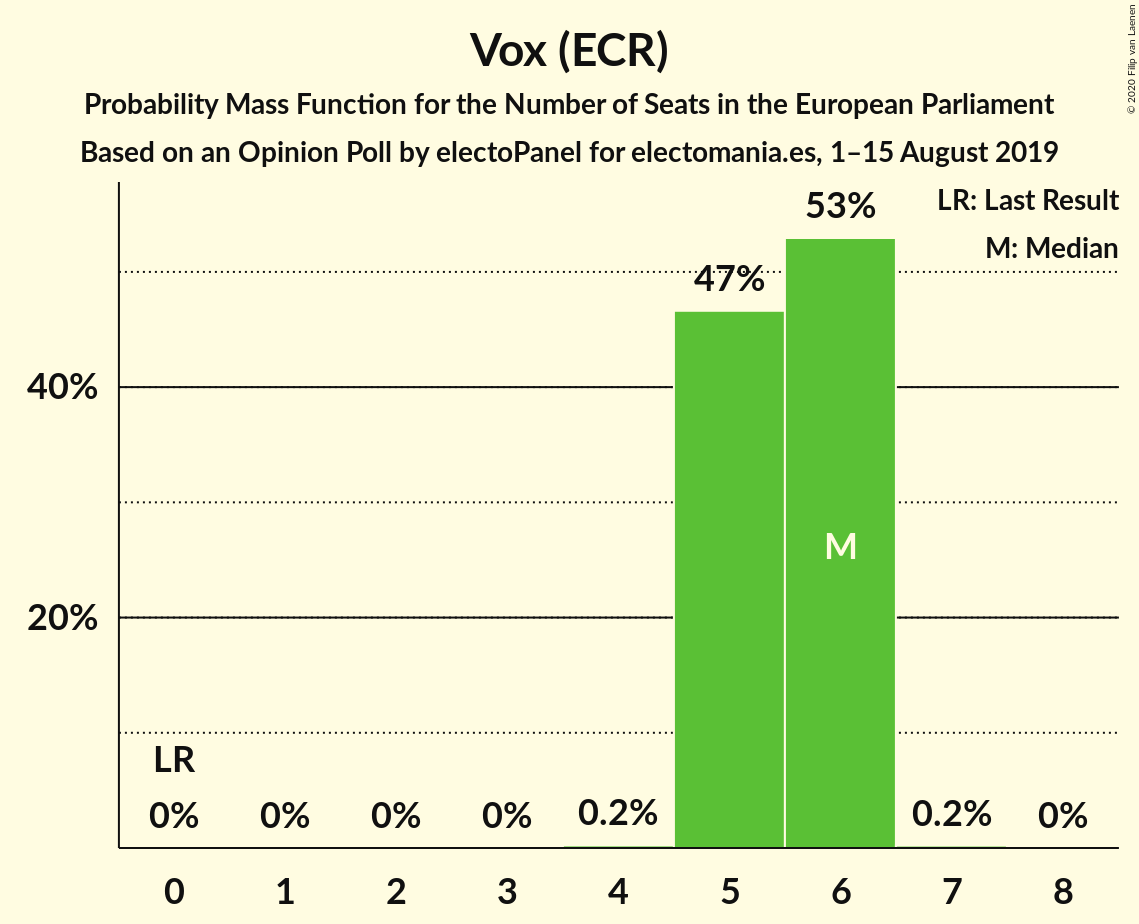 Vox (ECR)
Probability Mass Function for the Number of Seats in the European Parliament
Based on an Opinion Poll by electoPanel for electomania.es, 1–15 August 2019
© 2020 Filip van Laenen
LR: Last Result
M: Median
53%
47%
40%
M
20%
LR
0% 0% 0% 0% 0.2% 0.2% 0%
0 1 2 3 4 5 6 7 8